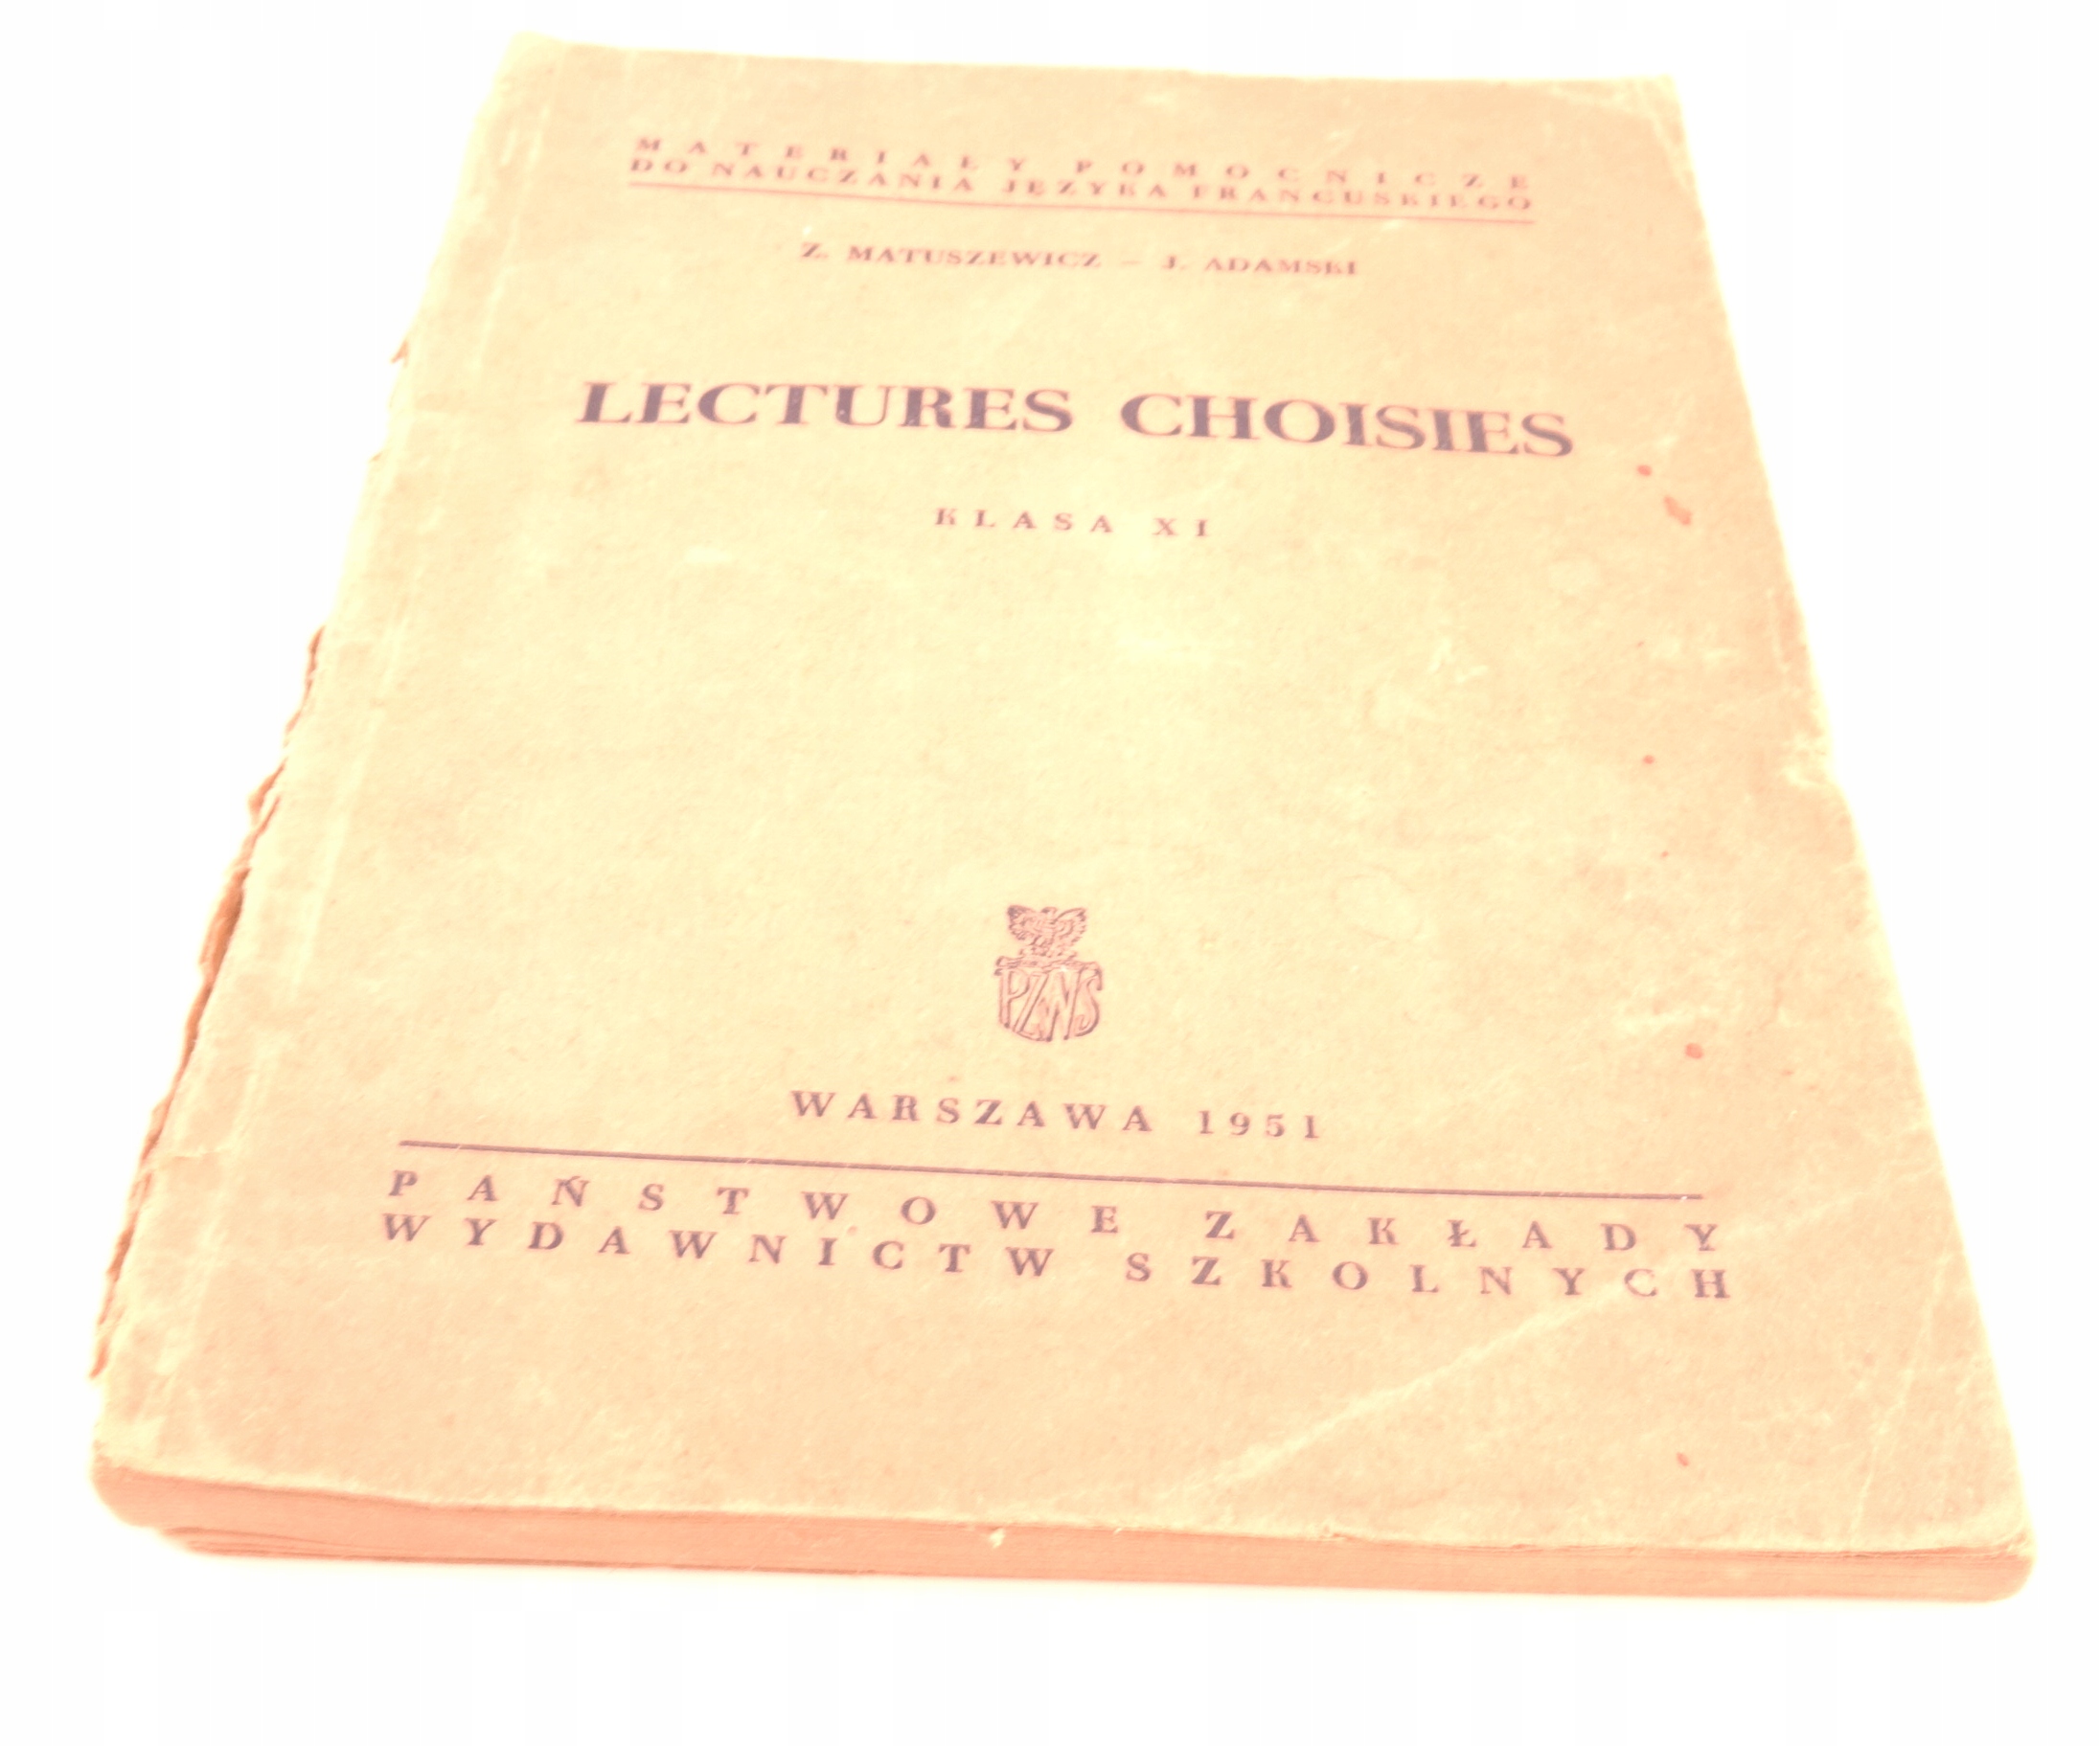 MATERIAŁY POMOCNICZE
DO NAUCZANIA JĘZYKA FRANCUSKIEGO
Z. MATUSZEWICZ – J. ADAMSKI
LECTURES CHOISIES
KLASA XI
PZWS
WARSZAWA 1951
PAŃSTWOWE ZAKŁADY
WYDAWNICTW SZKOLNYCH